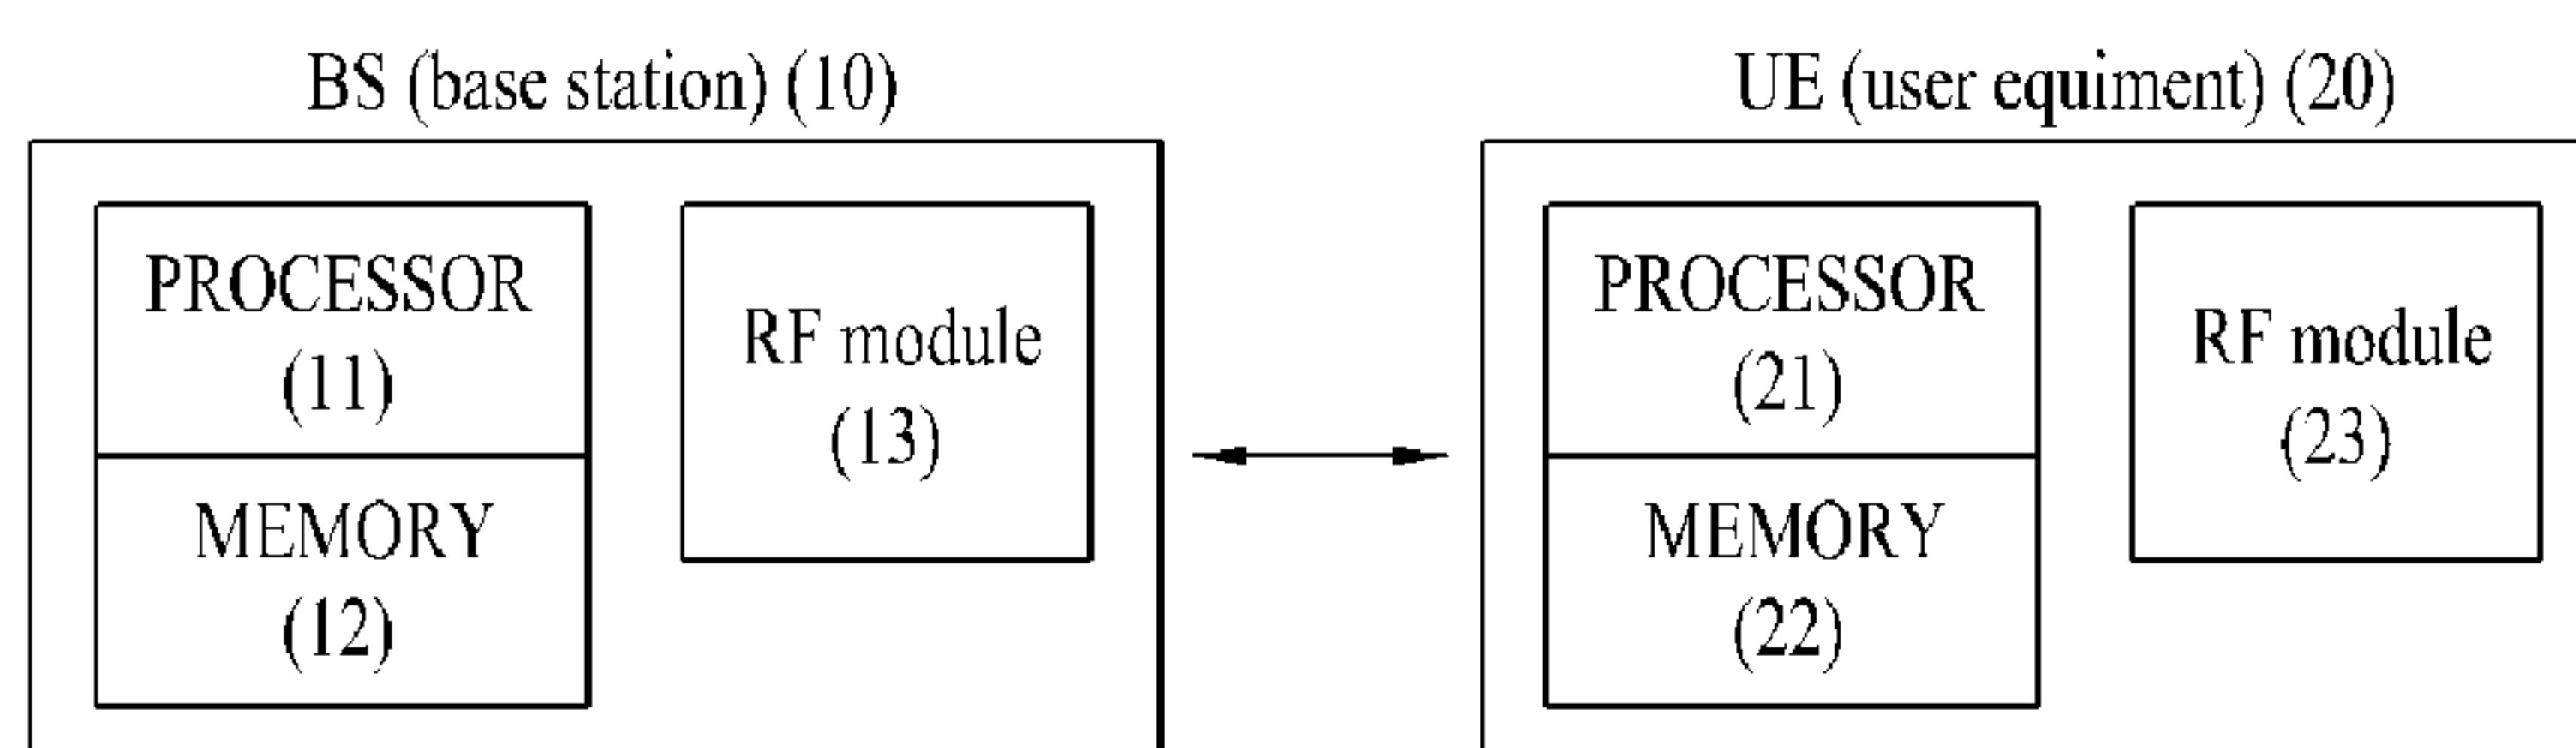 BS (base station) (10)
UE (user equiment) (20)
PROCESSOR
(11)
MEMORY
(12)
RF module
(13)
PROCESSOR
(21)
MEMORY
(22)
RF module
(23)